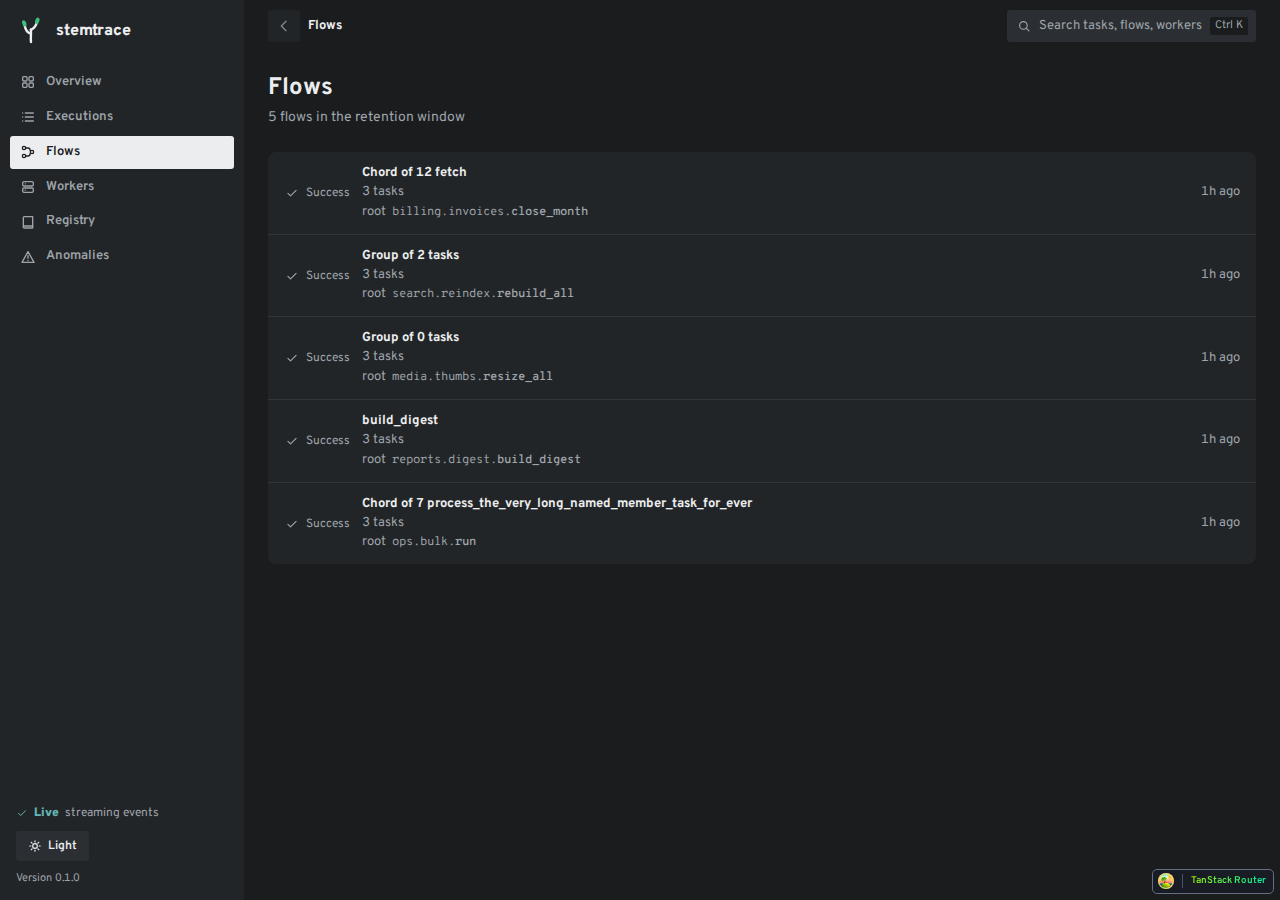 stemtrace
Overview
Executions
Flows
Workers
Registry
Anomalies
Live streaming events
Light
Version 0.1.0
Flows
Search tasks, flows, workers Ctrl K
Flows
5 flows in the retention window
Chord of 12 fetch
Success 3 tasks 1h ago
root billing.invoices.close_month
Group of 2 tasks
Success 3 tasks 1h ago
root search.reindex.rebuild_all
Group of 0 tasks
Success 3 tasks 1h ago
root media.thumbs.resize_all
build_digest
Success 3 tasks 1h ago
root reports.digest.build_digest
Chord of 7 process_the_very_long_named_member_task_for_ever
Success 3 tasks 1h ago
root ops.bulk.run
TanStack Router